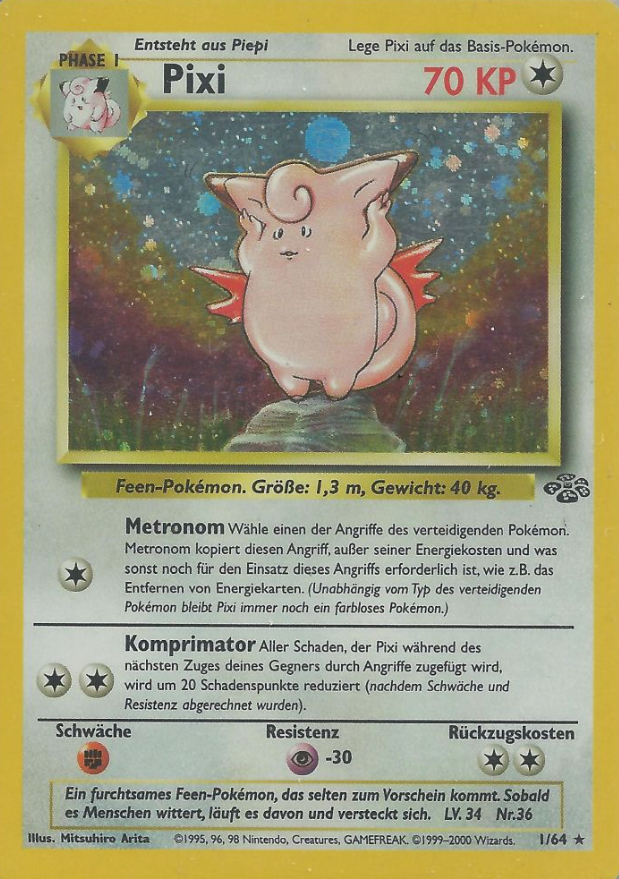 Entsteht aus Piepi
Lege Pixi auf das Basis-Pokémon.
PHASE 1
Pixi
70 KP
Feen-Pokémon. Größe: 1,3 m, Gewicht: 40 kg.
Metronom Wähle einen der Angriffe des verteidigenden Pokémon.
Metronom kopiert diesen Angriff, außer seiner Energiekosten und was
sonst noch für den Einsatz dieses Angriffs erforderlich ist, wie z.B. das
Entfernen von Energiekarten. (Unabhängig vom Typ des verteidigenden
Pokémon bleibt Pixi immer noch ein farbloses Pokémon.)
Komprimator Aller Schaden, der Pixi während des
nächsten Zuges deines Gegners durch Angriffe zugefügt wird,
wird um 20 Schadenspunkte reduziert (nachdem Schwäche und
Resistenz abgerechnet wurden).
Schwäche
Resistenz
Rückzugskosten
-30
Ein furchtsames Feen-Pokémon, das selten zum Vorschein kommt. Sobald
es Menschen wittert, läuft es davon und versteckt sich. LV. 34 Nr.36
Illus. Mitsuhiro Arita
©1995, 96, 98 Nintendo, Creatures, GAMEFREAK. ©1999-2000 Wizards.
1/64 ★